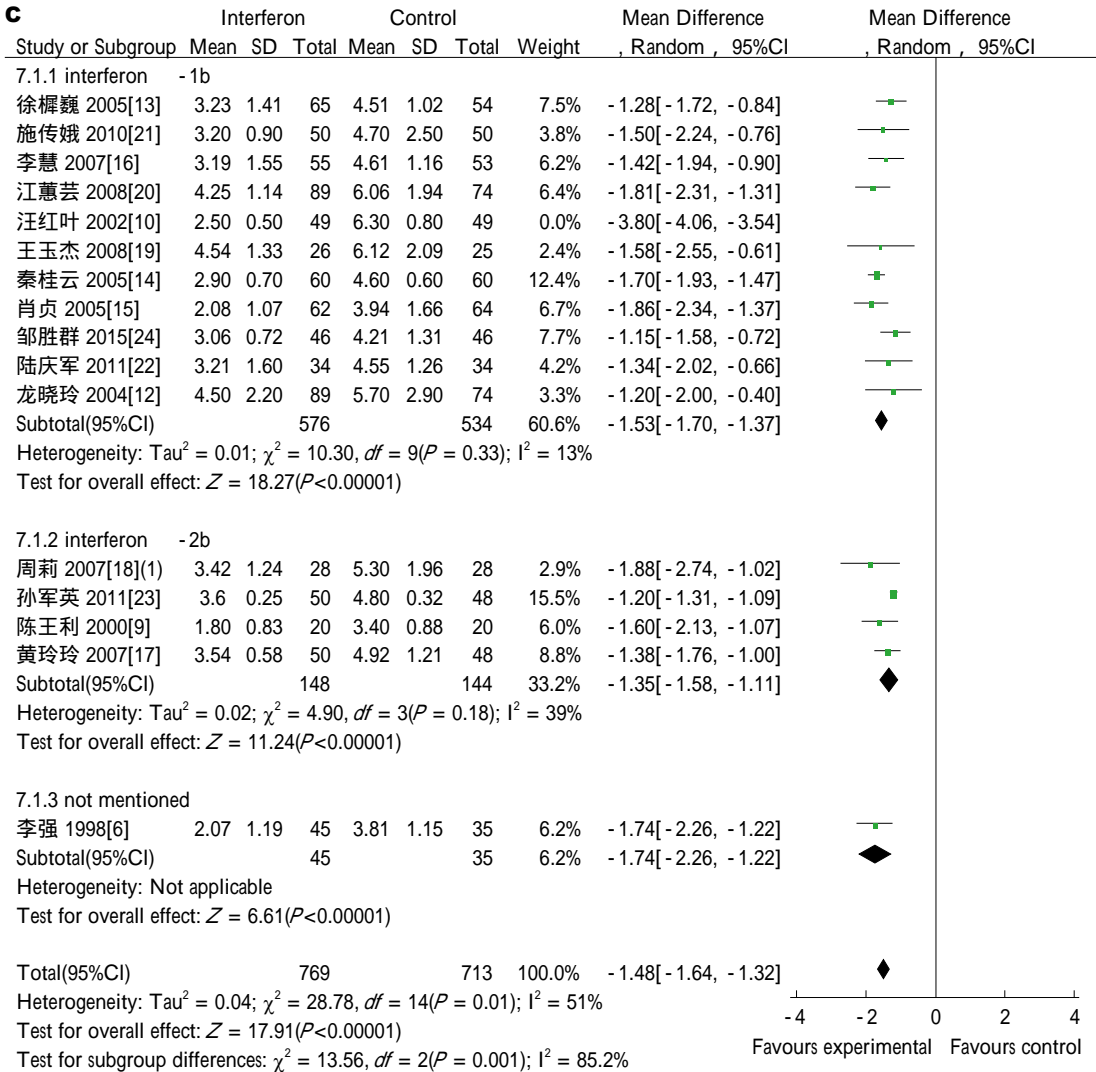 c
Interferon Control Mean Difference Mean Difference
Study or Subgroup Mean SD Total Mean SD Total Weight , Random , 95%CI , Random , 95%CI
7.1.1 interferon -1b
徐樨巍 2005[13] 3.23 1.41 65 4.51 1.02 54 7.5% -1.28[-1.72, -0.84]
施传娥 2010[21] 3.20 0.90 50 4.70 2.50 50 3.8% -1.50[-2.24, -0.76]
李慧 2007[16] 3.19 1.55 55 4.61 1.16 53 6.2% -1.42[-1.94, -0.90]
江蕙芸 2008[20] 4.25 1.14 89 6.06 1.94 74 6.4% -1.81[-2.31, -1.31]
汪红叶 2002[10] 2.50 0.50 49 6.30 0.80 49 0.0% -3.80[-4.06, -3.54]
王玉杰 2008[19] 4.54 1.33 26 6.12 2.09 25 2.4% -1.58[-2.55, -0.61]
秦桂云 2005[14] 2.90 0.70 60 4.60 0.60 60 12.4% -1.70[-1.93, -1.47]
肖贞 2005[15] 2.08 1.07 62 3.94 1.66 64 6.7% -1.86[-2.34, -1.37]
邹胜群 2015[24] 3.06 0.72 46 4.21 1.31 46 6.7% -1.15[-1.58, -0.72]
陆庆军 2011[22] 3.21 1.60 34 4.55 1.26 34 4.2% -1.34[-2.02, -0.66]
龙晓玲 2004[12] 4.50 2.20 89 5.70 2.90 74 3.3% -1.20[-2.00, -0.40]
Subtotal(95%CI) 576 534 60.6% -1.53[-1.70, -1.37]
Heterogeneity: Tau² = 0.01; χ² = 10.30, df = 9(P = 0.33); I² = 13%
Test for overall effect: Z = 18.27(P<0.00001)
7.1.2 interferon -2b
周莉 2007[18](1) 3.42 1.24 28 5.30 1.96 28 2.9% -1.88[-2.74, -1.02]
孙军英 2011[23] 3.6 0.25 50 4.80 0.32 48 15.5% -1.20[-1.31, -1.09]
陈王利 2000[9] 1.80 0.83 20 3.40 0.88 20 6.0% -1.60[-2.13, -1.07]
黄玲玲 2007[17] 3.54 0.58 50 4.92 1.21 48 8.8% -1.38[-1.76, -1.00]
Subtotal(95%CI) 148 144 33.2% -1.35[-1.58, -1.11]
Heterogeneity: Tau² = 0.02; χ² = 4.90, df = 3(P = 0.18); I² = 39%
Test for overall effect: Z = 11.24(P<0.00001)
7.1.3 not mentioned
李强 1998[6] 2.07 1.19 45 3.81 1.15 35 6.2% -1.74[-2.26, -1.22]
Subtotal(95%CI) 45 35 6.2% -1.74[-2.26, -1.22]
Heterogeneity: Not applicable
Test for overall effect: Z = 6.61(P<0.00001)
Total(95%CI) 769 713 100.0% -1.48[-1.64, -1.32]
Heterogeneity: Tau² = 0.04; χ² = 28.78, df = 14(P = 0.01); I² = 51%
Test for overall effect: Z = 17.91(P<0.00001)
Test for subgroup differences: χ² = 13.56, df = 2(P = 0.001); I² = 85.2%
-4 -2 0 2 4
Favours experimental Favours control